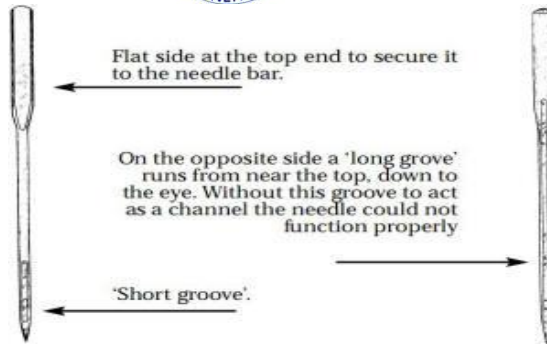 Flat side at the top end to secure it
to the needle bar.
On the opposite side a 'long grove'
runs from near the top, down to
the eye. Without this groove to act
as a channel the needle could not
function properly
'Short groove'.